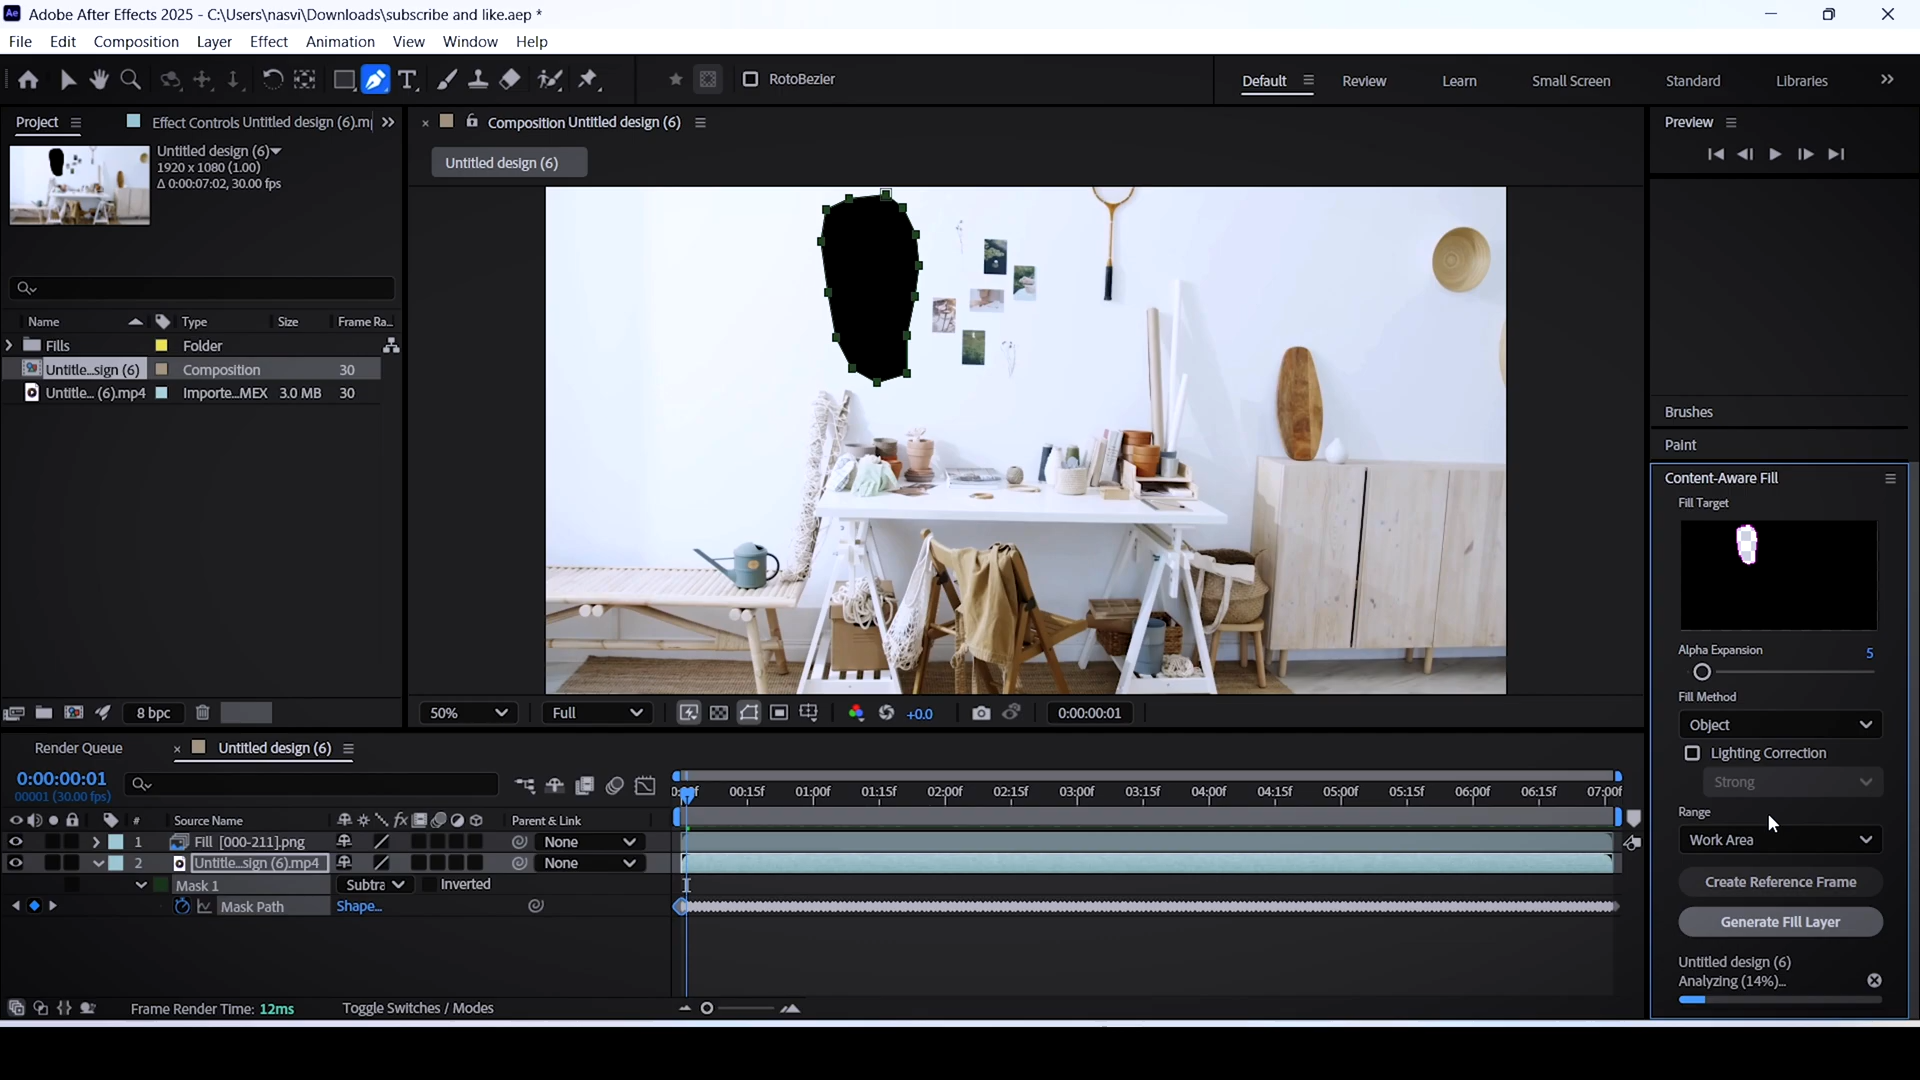 Ae Adobe After Effects 2025 - C:\Users\nasvi\Downloads\subscribe and like.aep *
File Edit Composition Layer Effect Animation View Window Help
RotoBezier
Default Review Learn Small Screen Standard Libraries
Project
Effect Controls Untitled design (6).m
Untitled design (6)
1920 x 1080 (1.00)
Δ 0:00:07:02, 30.00 fps
Name Type Size Frame Ra...
Fills Folder
Untitle...sign (6) Composition 30
Untitle... (6).mp4 Importe...MEX 3.0 MB 30
8 bpc
Composition Untitled design (6)
Untitled design (6)
50% Full +0.0 0:00:00:01
Preview
Brushes
Paint
Content-Aware Fill
Fill Target
Alpha Expansion 5
Fill Method
Object
Lighting Correction
Strong
Range
Work Area
Create Reference Frame
Generate Fill Layer
Untitled design (6)
Analyzing (14%)...
Render Queue Untitled design (6)
0:00:00:01
00001 (30.00 fps)
00:15f 01:00f 01:15f 02:00f 02:15f 03:00f 03:15f 04:00f 04:15f 05:00f 05:15f 06:00f 06:15f 07:00f
# Source Name fx Parent & Link
1 Fill [000-211].png None
2 Untitle...sign (6).mp4 None
Mask 1 Subtra Inverted
Mask Path Shape...
Frame Render Time: 12ms Toggle Switches / Modes